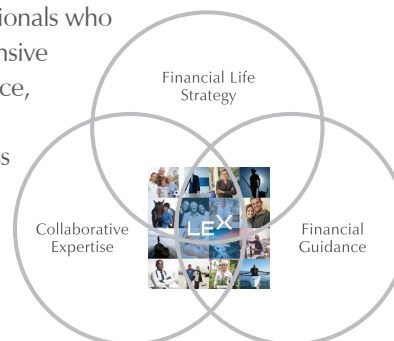 ionals who
nsive
ce,
s
Financial Life
Strategy
Collaborative
Expertise
LEX
Financial
Guidance